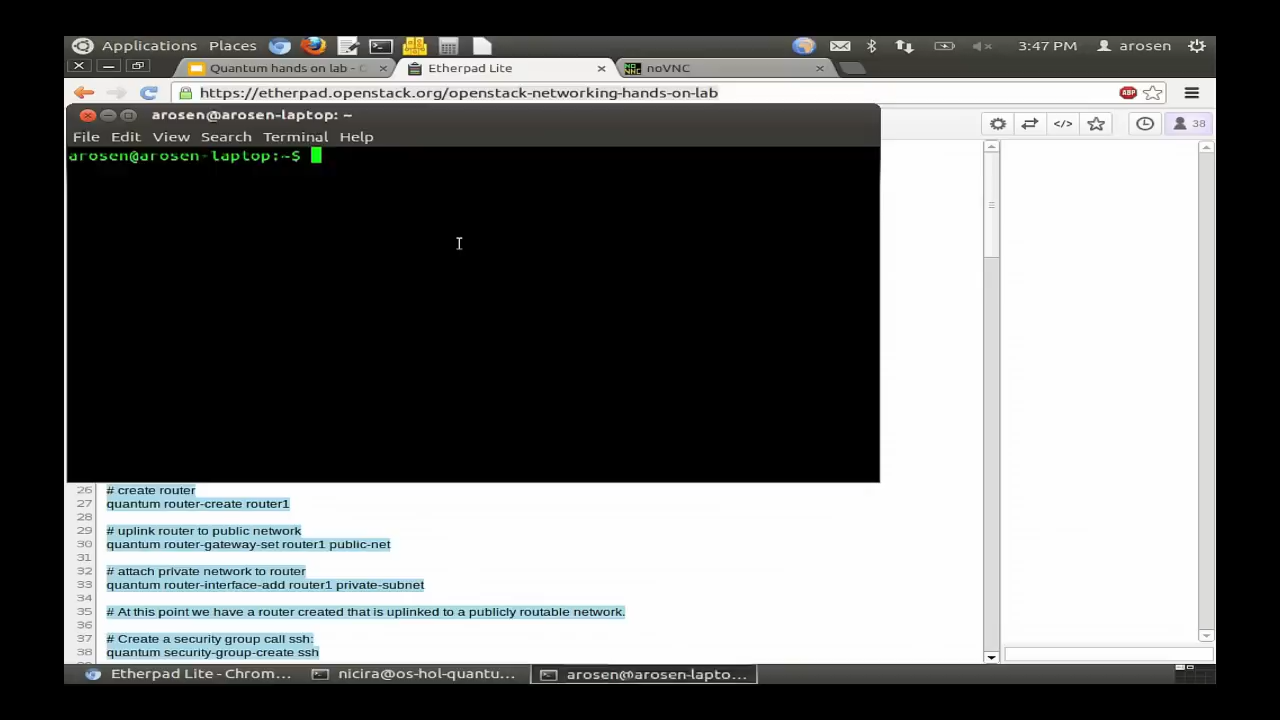 Applications Places 3:47 PM arosen
Quantum hands on lab - Etherpad Lite noVNC
https://etherpad.openstack.org/openstack-networking-hands-on-lab ABP
arosen@arosen-laptop: ~
File Edit View Search Terminal Help
</> 38
arosen@arosen-laptop:~$
26 # create router
27 quantum router-create router1
28
29 # uplink router to public network
30 quantum router-gateway-set router1 public-net
31
32 # attach private network to router
33 quantum router-interface-add router1 private-subnet
34
35 # At this point we have a router created that is uplinked to a publicly routable network.
36
37 # Create a security group call ssh:
38 quantum security-group-create ssh
Etherpad Lite - Chrom... nicira@os-hol-quantu... arosen@arosen-lapto...